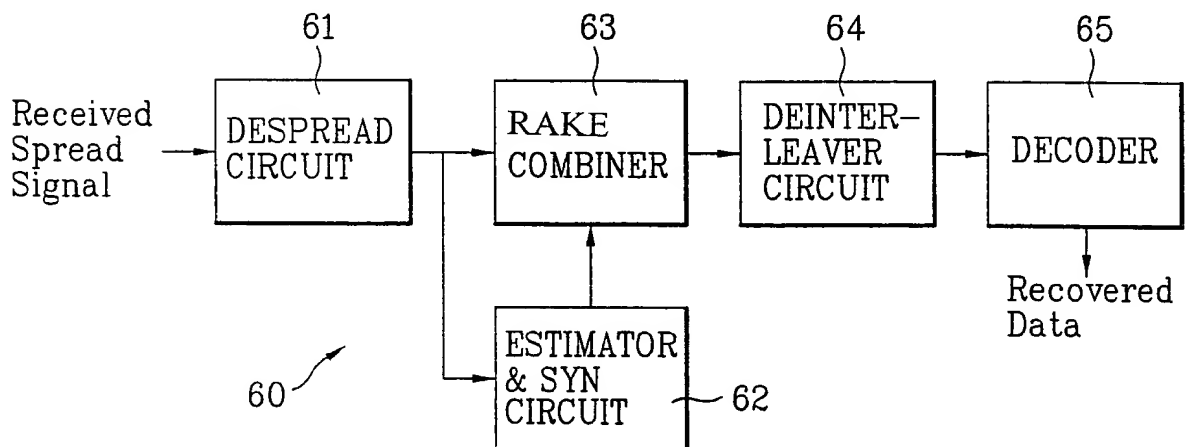 61
63
64
65
Received
Spread
Signal
DESPREAD
CIRCUIT
RAKE
COMBINER
DEINTER-
LEAVER
CIRCUIT
DECODER
Recovered
Data
ESTIMATOR
& SYN
CIRCUIT
60
62